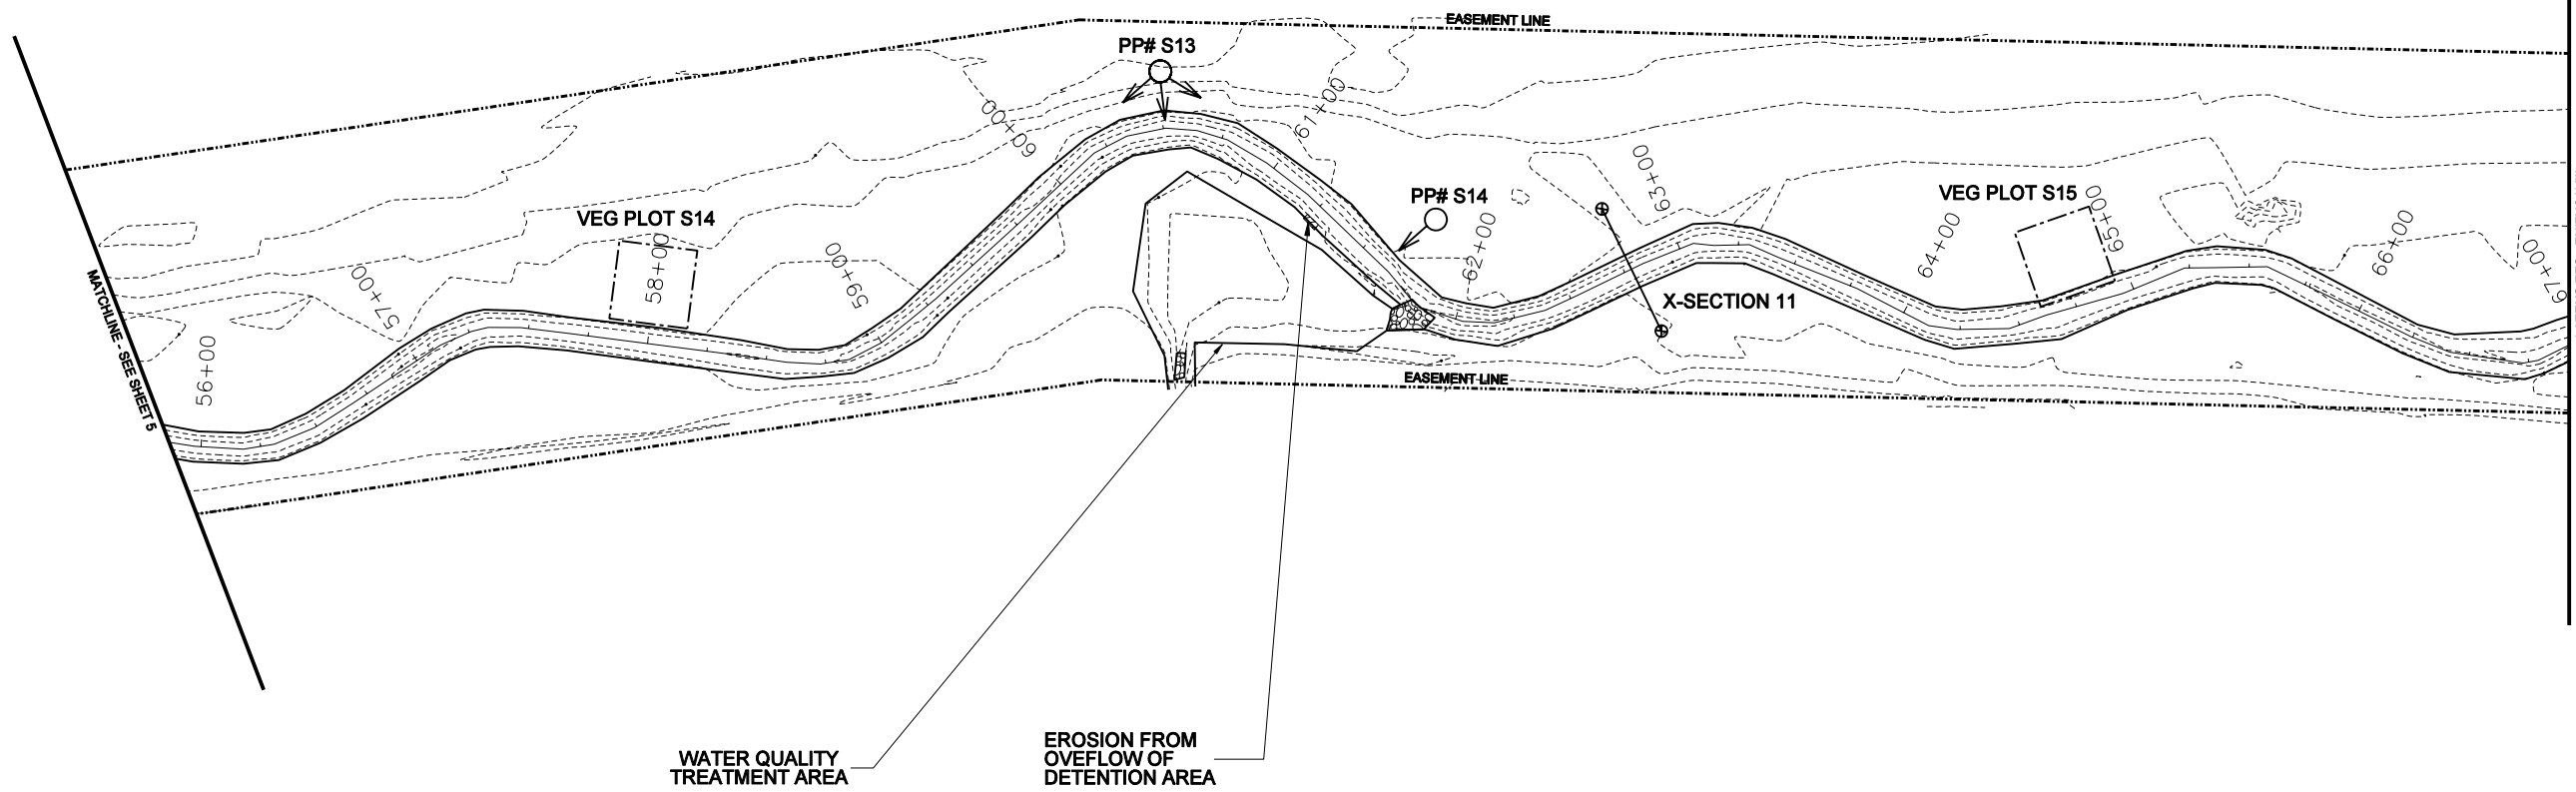 EASEMENT LINE
PP# S13
60+00
61+00
PP# S14
63+00
VEG PLOT S15
65+00
VEG PLOT S14
58+00
59+00
57+00
62+00
64+00
66+00
67+00
X-SECTION 11
MATCHLINE - SEE SHEET 5
56+00
EASEMENT LINE
WATER QUALITY
TREATMENT AREA
EROSION FROM
OVEFLOW OF
DETENTION AREA